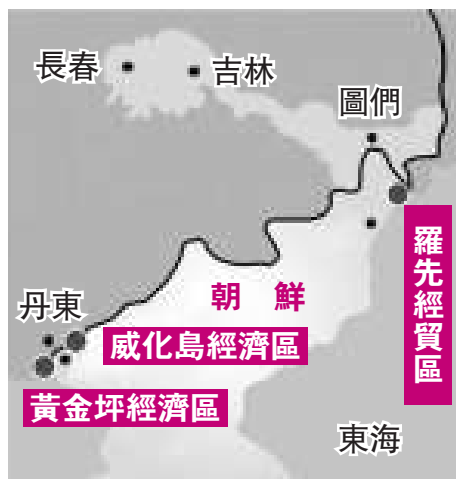 長春
吉林
圖們
羅先經貿區
朝鮮
丹東
威化島經濟區
黃金坪經濟區
東海